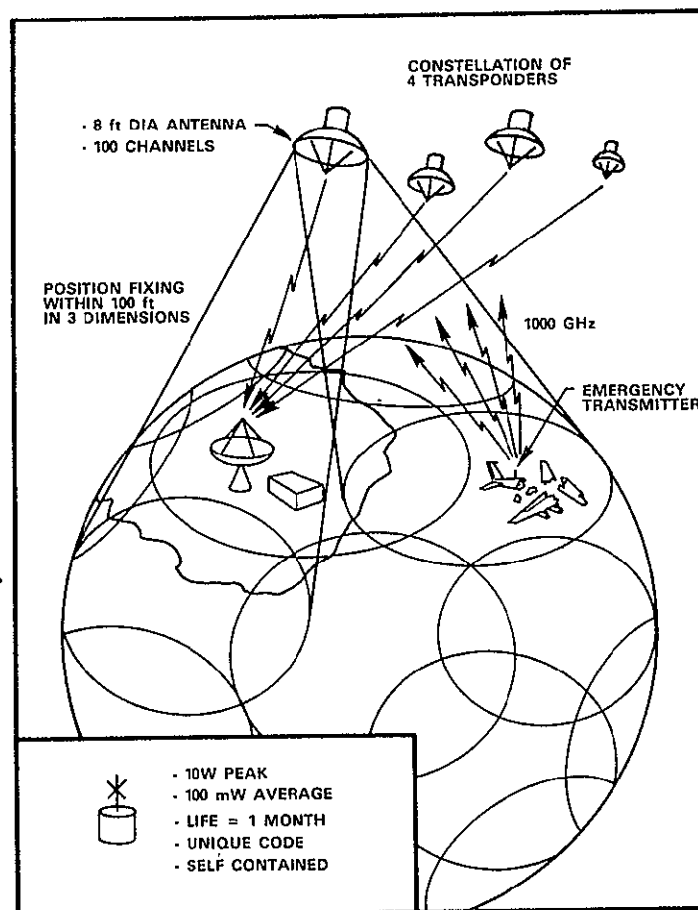 CONSTELLATION OF
4 TRANSPONDERS
· 8 ft DIA ANTENNA
· 100 CHANNELS
POSITION FIXING
WITHIN 100 ft
IN 3 DIMENSIONS
1000 GHz
EMERGENCY
TRANSMITTER
· 10W PEAK
· 100 mW AVERAGE
· LIFE = 1 MONTH
· UNIQUE CODE
· SELF CONTAINED